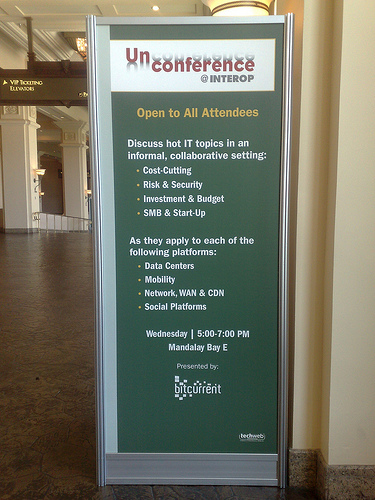 VIP TICKETING
ELEVATORS
Unconference
@ INTEROP
Open to All Attendees
Discuss hot IT topics in an
informal, collaborative setting:
• Cost-Cutting
• Risk & Security
• Investment & Budget
• SMB & Start-Up
As they apply to each of the
following platforms:
• Data Centers
• Mobility
• Network, WAN & CDN
• Social Platforms
Wednesday | 5:00-7:00 PM
Mandalay Bay E
Presented by:
bitcurrent
techweb